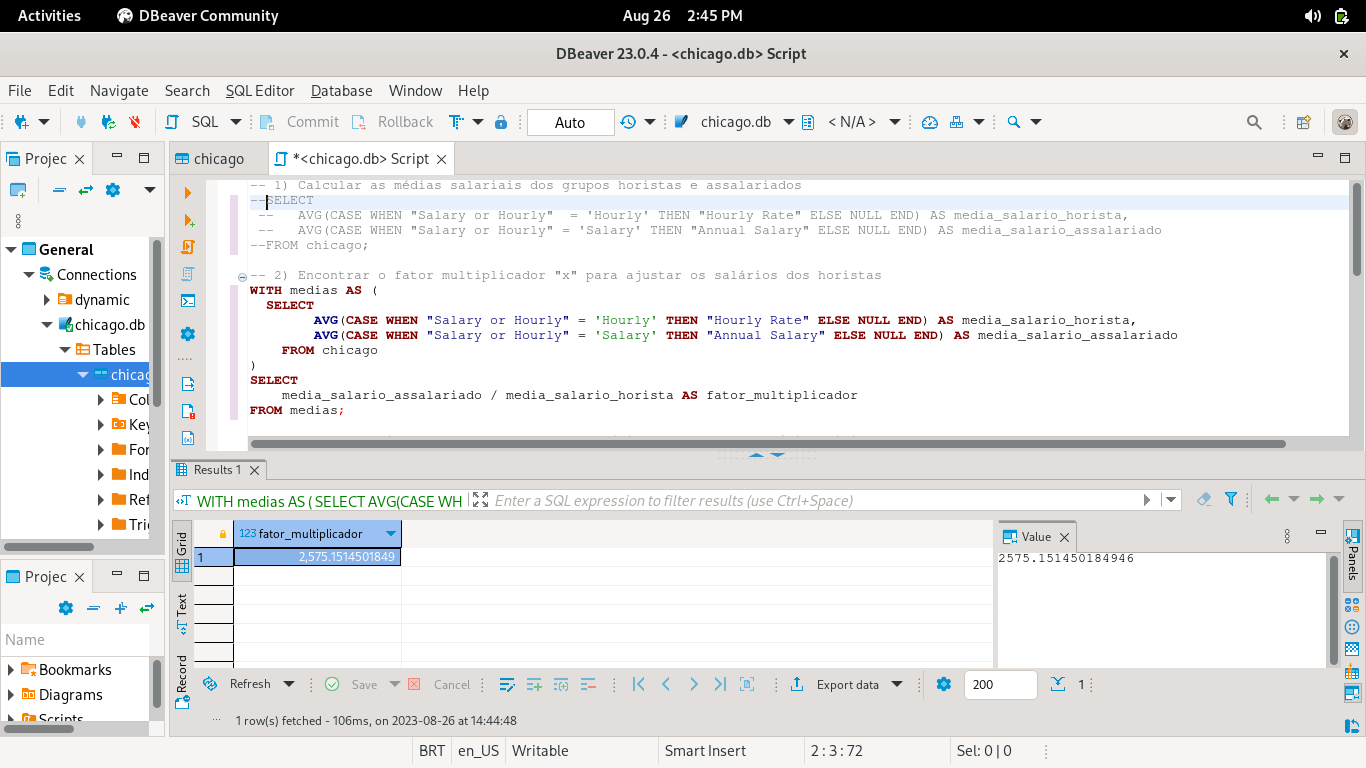 Activities
DBeaver Community
Aug 26 2:45 PM
DBeaver 23.0.4 - <chicago.db> Script
File Edit Navigate Search SQL Editor Database Window Help
SQL
Commit
Rollback
Auto
chicago.db
< N/A >
Projec
chicago
*<chicago.db> Script
General
Connections
dynamic
chicago.db
Tables
chicag
Col
Key
For
Ind
Ref
Trig
-- 1) Calcular as médias salariais dos grupos horistas e assalariados
--SELECT
--   AVG(CASE WHEN "Salary or Hourly"  = 'Hourly' THEN "Hourly Rate" ELSE NULL END) AS media_salario_horista,
--   AVG(CASE WHEN "Salary or Hourly" = 'Salary' THEN "Annual Salary" ELSE NULL END) AS media_salario_assalariado
--FROM chicago;
-- 2) Encontrar o fator multiplicador "x" para ajustar os salários dos horistas
WITH medias AS (
SELECT
AVG(CASE WHEN "Salary or Hourly" = 'Hourly' THEN "Hourly Rate" ELSE NULL END) AS media_salario_horista,
AVG(CASE WHEN "Salary or Hourly" = 'Salary' THEN "Annual Salary" ELSE NULL END) AS media_salario_assalariado
FROM chicago
)
SELECT
media_salario_assalariado / media_salario_horista AS fator_multiplicador
FROM medias;
Results 1
WITH medias AS ( SELECT AVG(CASE WH
Enter a SQL expression to filter results (use Ctrl+Space)
Grid
Text
Record
123 fator_multiplicador
1 2,575.1514501849
Value
2575.151450184946
Panels
Projec
Name
Bookmarks
Diagrams
Scripts
Refresh
Save
Cancel
Export data
200
1
1 row(s) fetched - 106ms, on 2023-08-26 at 14:44:48
BRT
en_US
Writable
Smart Insert
2 : 3 : 72
Sel: 0 | 0